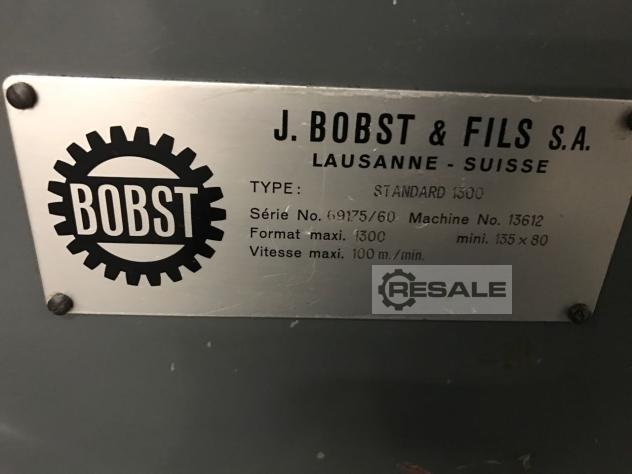 J. BOBST & FILS S.A.
LAUSANNE - SUISSE
BOBST
TYPE: STANDARD 1300
Série No. 69175/60 Machine No. 13612
Format maxi. 1300 mini. 135 x 80
Vitesse maxi. 100 m./min.
RESALE